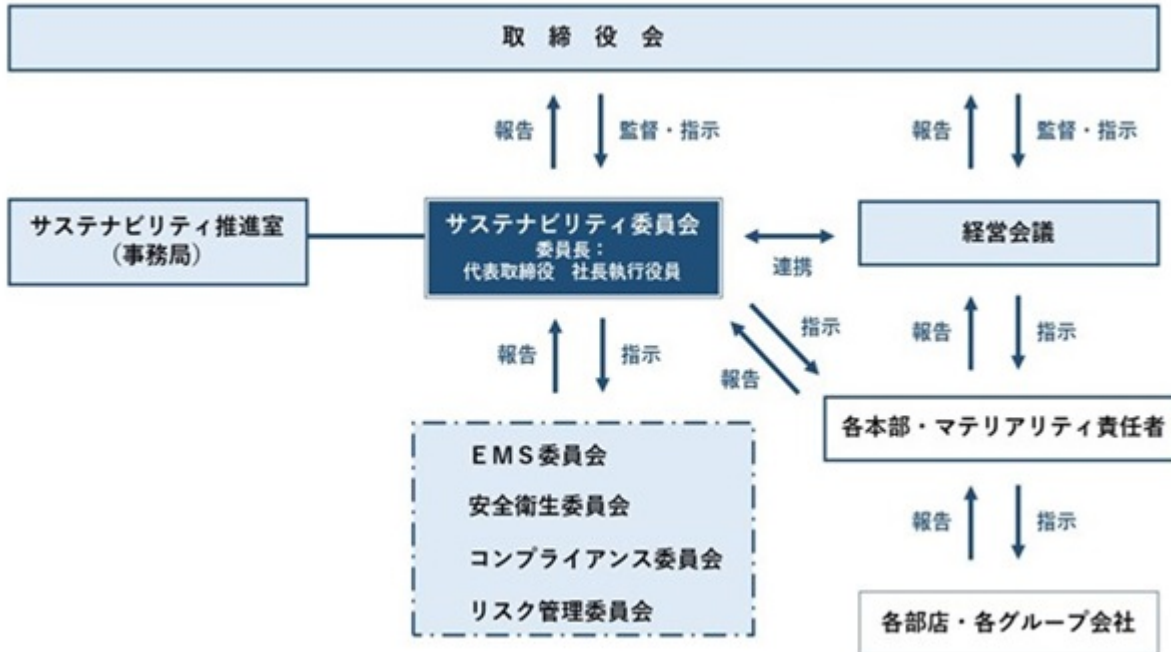 取 締 役 会
報告
監督・指示
報告
監督・指示
サステナビリティ推進室
(事務局)
サステナビリティ委員会
委員長：
代表取締役　社長執行役員
連携
経営会議
報告
指示
指示
報告
報告
指示
各本部・マテリアリティ責任者
EMS委員会
安全衛生委員会
コンプライアンス委員会
リスク管理委員会
報告
指示
各部店・各グループ会社